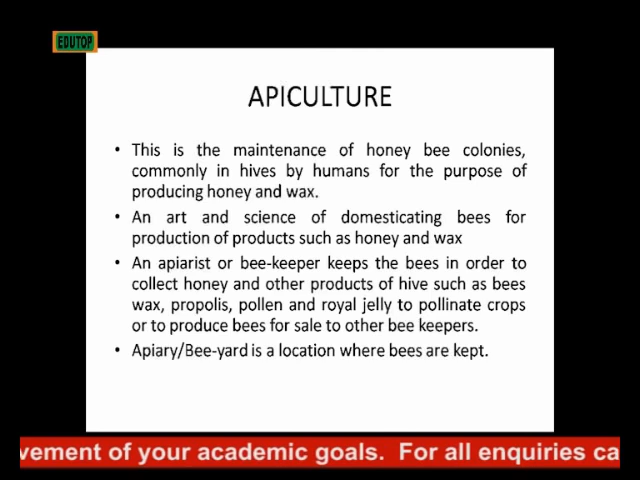 EDUTOP
APICULTURE
• This is the maintenance of honey bee colonies,
commonly in hives by humans for the purpose of
producing honey and wax.
• An art and science of domesticating bees for
production of products such as honey and wax
• An apiarist or bee-keeper keeps the bees in order to
collect honey and other products of hive such as bees
wax, propolis, pollen and royal jelly to pollinate crops
or to produce bees for sale to other bee keepers.
• Apiary/Bee-yard is a location where bees are kept.
vement of your academic goals. For all enquiries ca